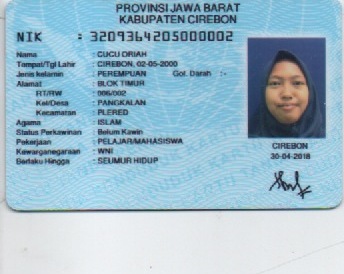 PROVINSI JAWA BARAT
KABUPATEN CIREBON
NIK : 3209364205000002
Nama : CUCU DRIAH
Tempat/Tgl Lahir : CIREBON, 02-05-2000
Jenis kelamin : PEREMPUAN Gol. Darah : -
Alamat : BLOK TIMUR
RT/RW : 006/002
Kel/Desa : PANGKALAN
Kecamatan : PLERED
Agama : ISLAM
Status Perkawinan : Belum Kawin
Pekerjaan : PELAJAR/MAHASISWA
Kewarganegaraan : WNI
Berlaku Hingga : SEUMUR HIDUP
CIREBON
30-04-2018